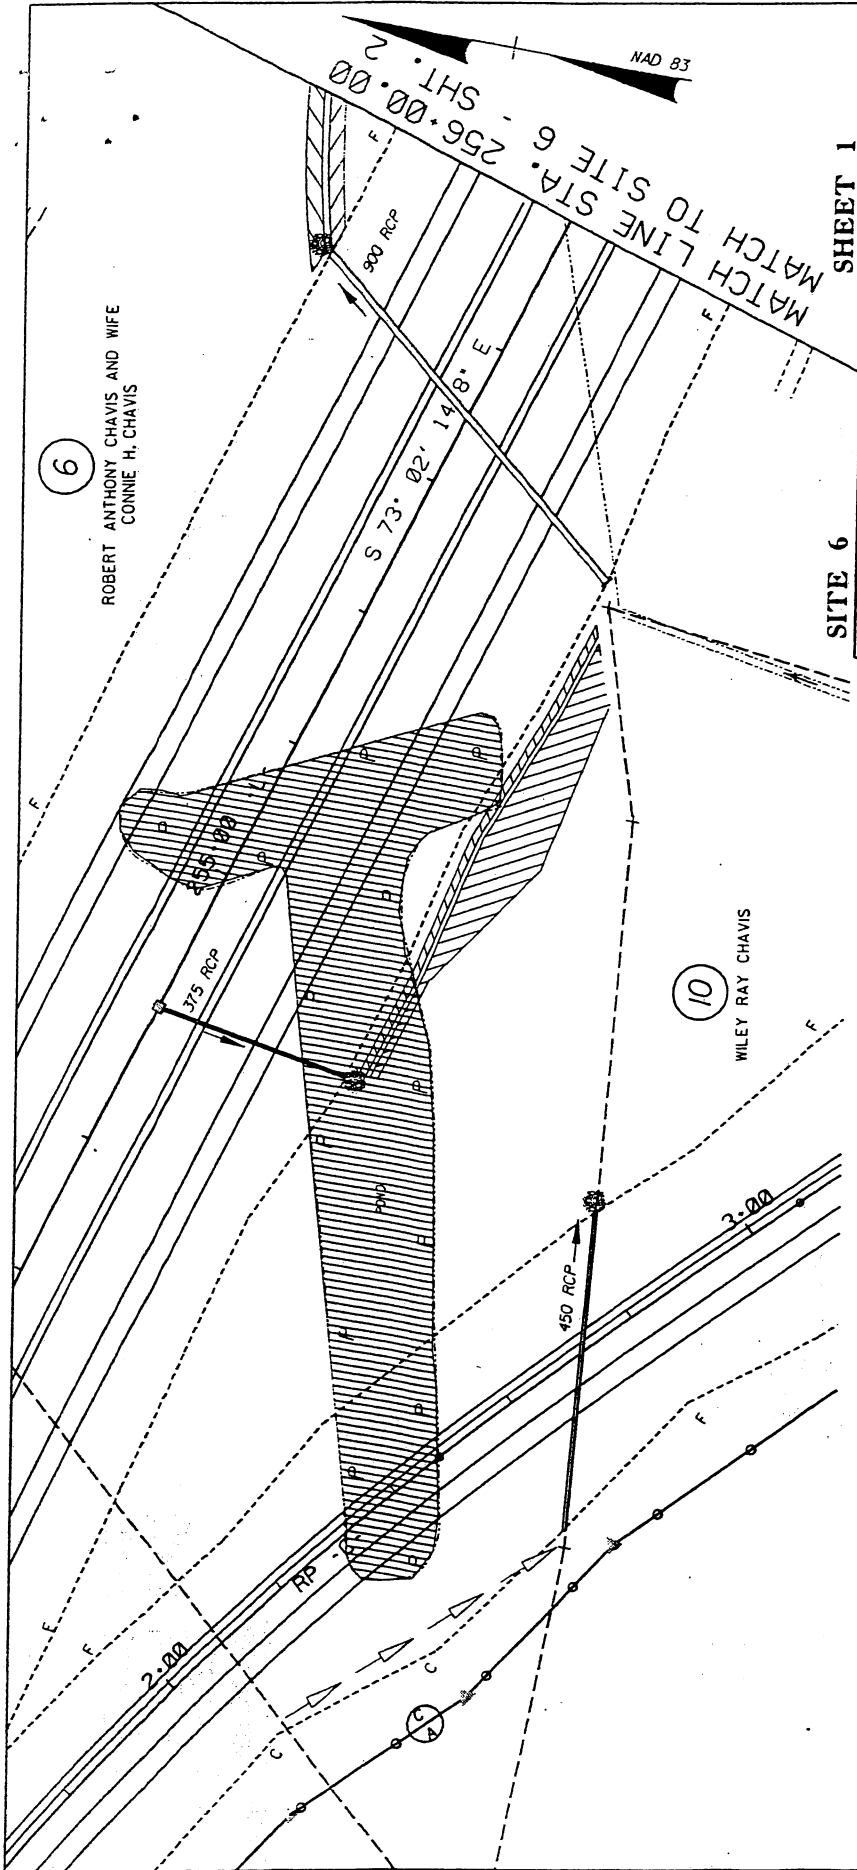 NAD 83
MATCH LINE STA. 256+00.00
MATCH TO SITE 6 - SHT. 2
SHEET 1
SITE 6
6
ROBERT ANTHONY CHAVIS AND WIFE
CONNIE H. CHAVIS
F
F
900 RCP
S 73° 02' 14.8" E
F
255+00
375 RCP
POND
P
P
P
P
P
P
P
P
P
P
P
P
P
10
WILEY RAY CHAVIS
F
450 RCP
3+00
F
E
F
2+00
RP
C
C
C
A